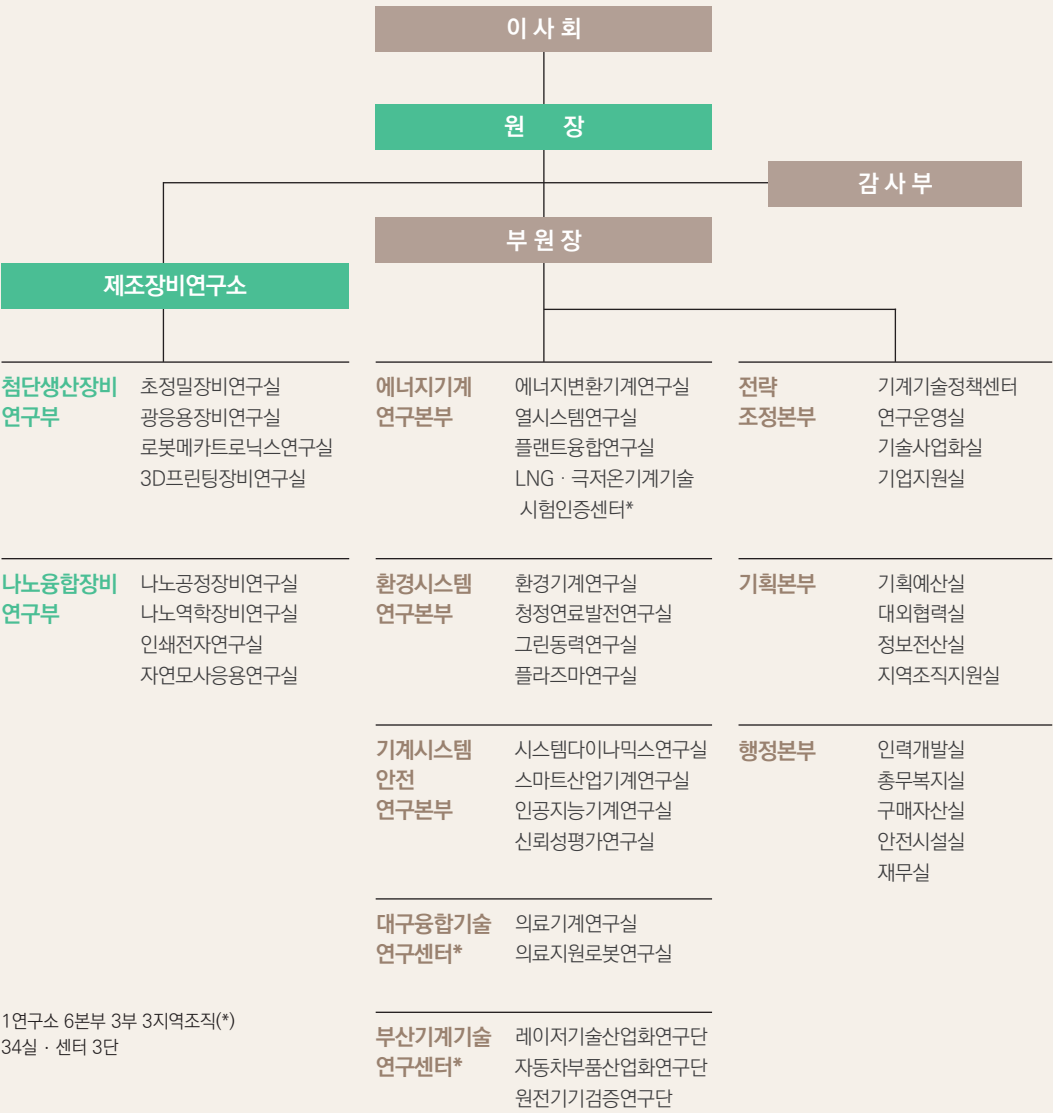 이 사 회
원 장
감 사 부
부 원 장
제조장비연구소
첨단생산장비
연구부
초정밀장비연구실
광응용장비연구실
로봇메카트로닉스연구실
3D프린팅장비연구실
나노융합장비
연구부
나노공정장비연구실
나노역학장비연구실
인쇄전자연구실
자연모사응용연구실
에너지기계
연구본부
에너지변환기계연구실
열시스템연구실
플랜트융합연구실
LNG · 극저온기계기술
시험인증센터*
환경시스템
연구본부
환경기계연구실
청정연료발전연구실
그린동력연구실
플라즈마연구실
기계시스템
안전
연구본부
시스템다이나믹스연구실
스마트산업기계연구실
인공지능기계연구실
신뢰성평가연구실
대구융합기술
연구센터*
의료기계연구실
의료지원로봇연구실
부산기계기술
연구센터*
레이저기술산업화연구단
자동차부품산업화연구단
원전기기검증연구단
전략
조정본부
기계기술정책센터
연구운영실
기술사업화실
기업지원실
기획본부
기획예산실
대외협력실
정보전산실
지역조직지원실
행정본부
인력개발실
총무복지실
구매자산실
안전시설실
재무실
1연구소 6본부 3부 3지역조직(*)
34실 · 센터 3단